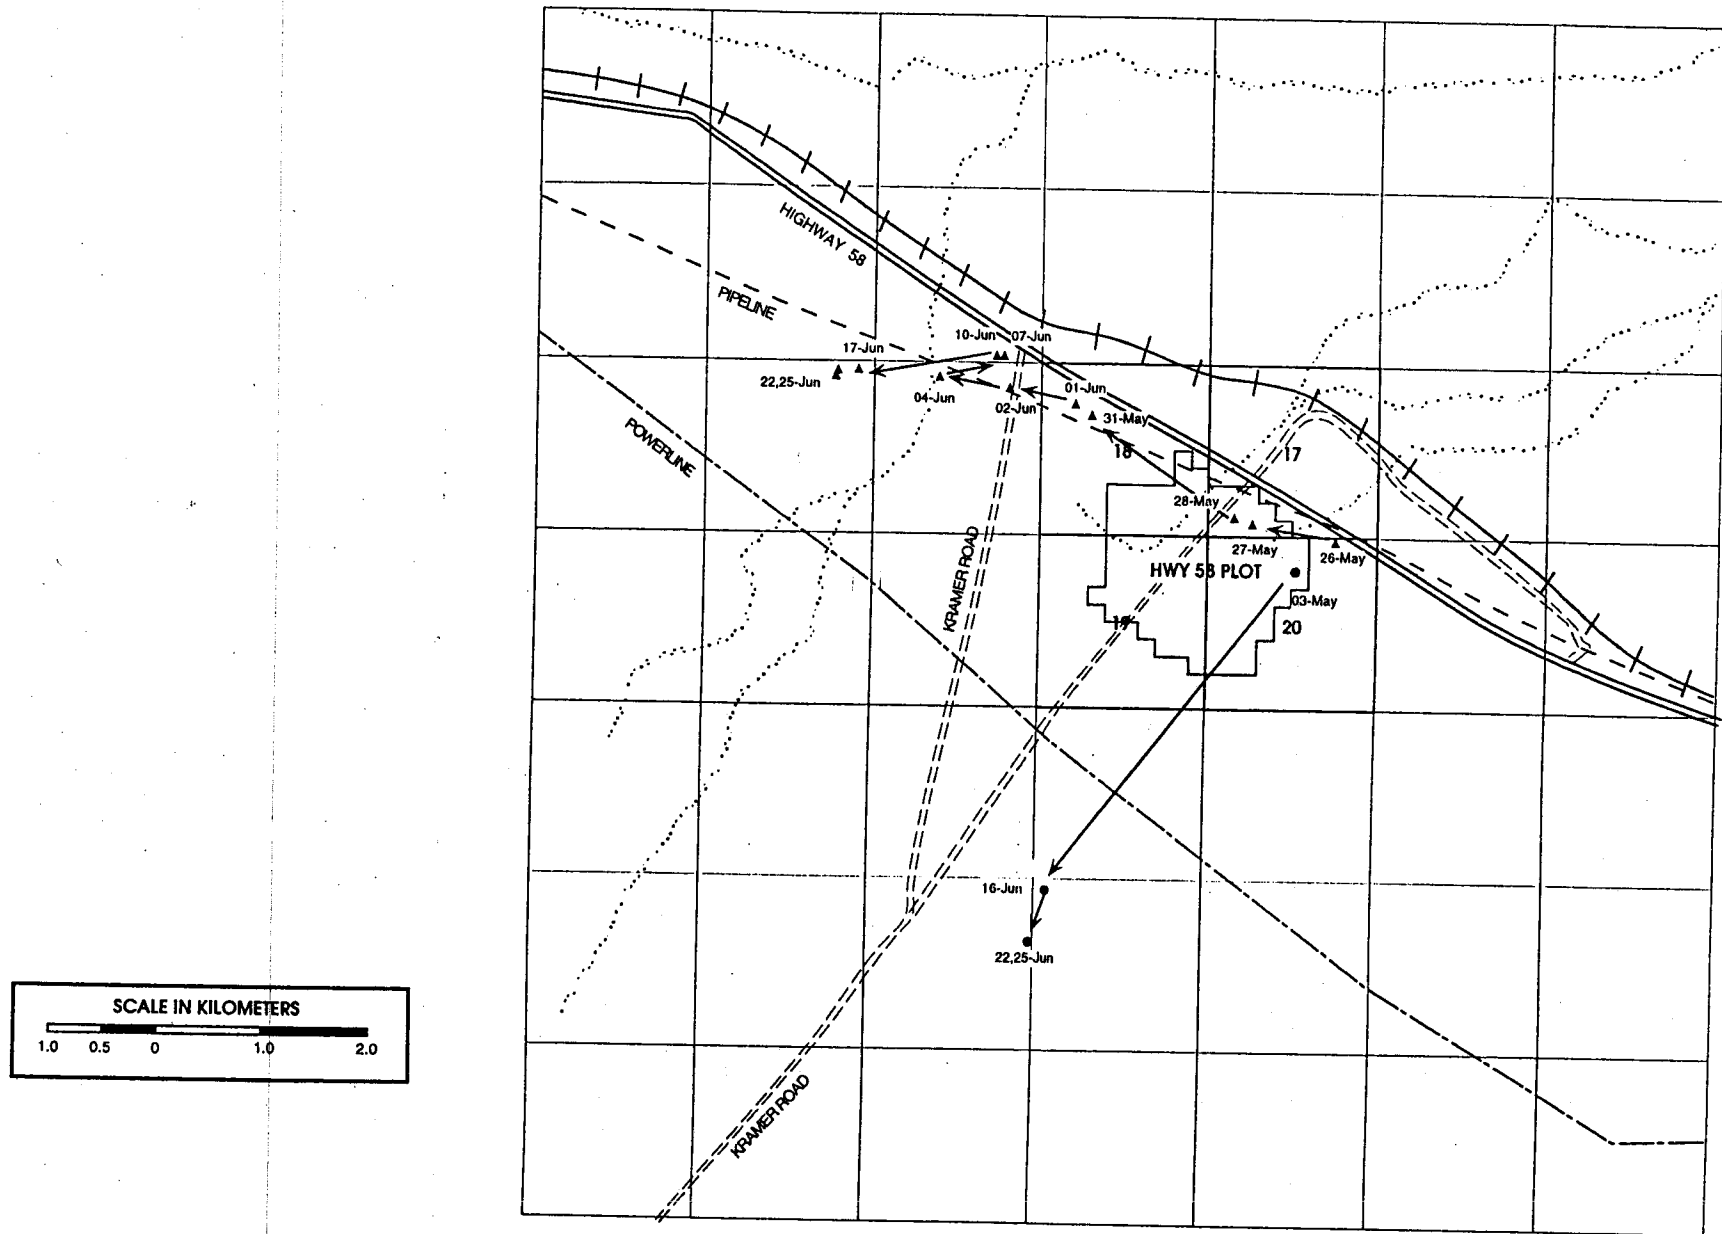 HIGHWAY 58
PIPELINE
10-Jun
07-Jun
17-Jun
22,25-Jun
04-Jun
02-Jun
01-Jun
31-May
POWERLINE
18
17
28-May
27-May
26-May
HWY 58 PLOT
03-May
KRAMER ROAD
19
20
16-Jun
22,25-Jun
SCALE IN KILOMETERS
1.0 0.5 0 1.0 2.0
KRAMER ROAD